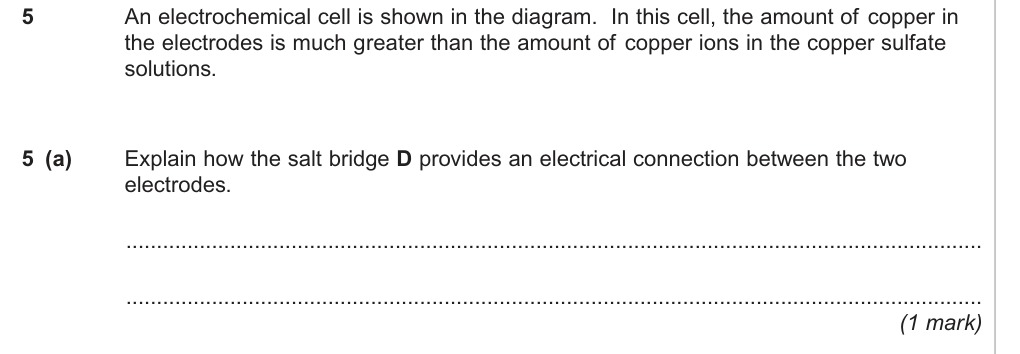 5 An electrochemical cell is shown in the diagram. In this cell, the amount of copper in
the electrodes is much greater than the amount of copper ions in the copper sulfate
solutions.
5 (a) Explain how the salt bridge D provides an electrical connection between the two
electrodes.
(1 mark)